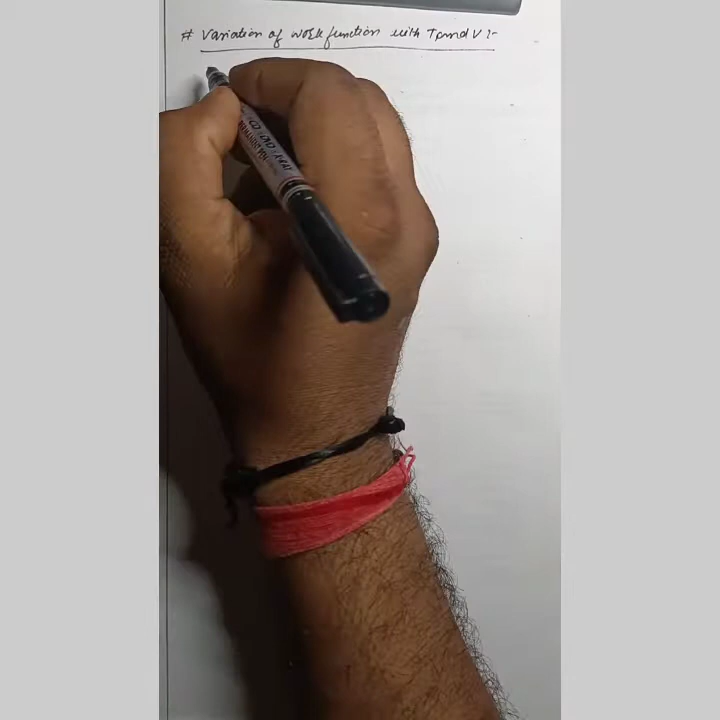 # Variation of work function with T and V :-